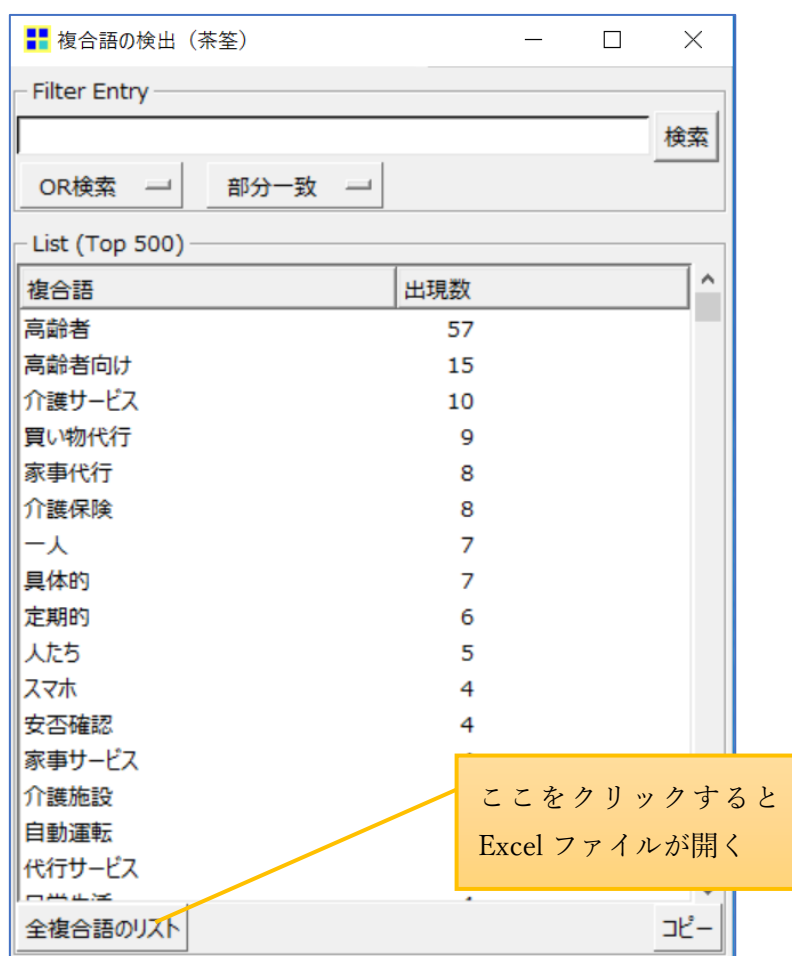 複合語の検出（茶筌）
Filter Entry
検索
OR検索 部分一致
List (Top 500)
複合語 出現数
高齢者 57
高齢者向け 15
介護サービス 10
買い物代行 9
家事代行 8
介護保険 8
一人 7
具体的 7
定期的 6
人たち 5
スマホ 4
安否確認 4
家事サービス
介護施設
自動運転
代行サービス
ここをクリックすると
Excel ファイルが開く
全複合語のリスト コピー